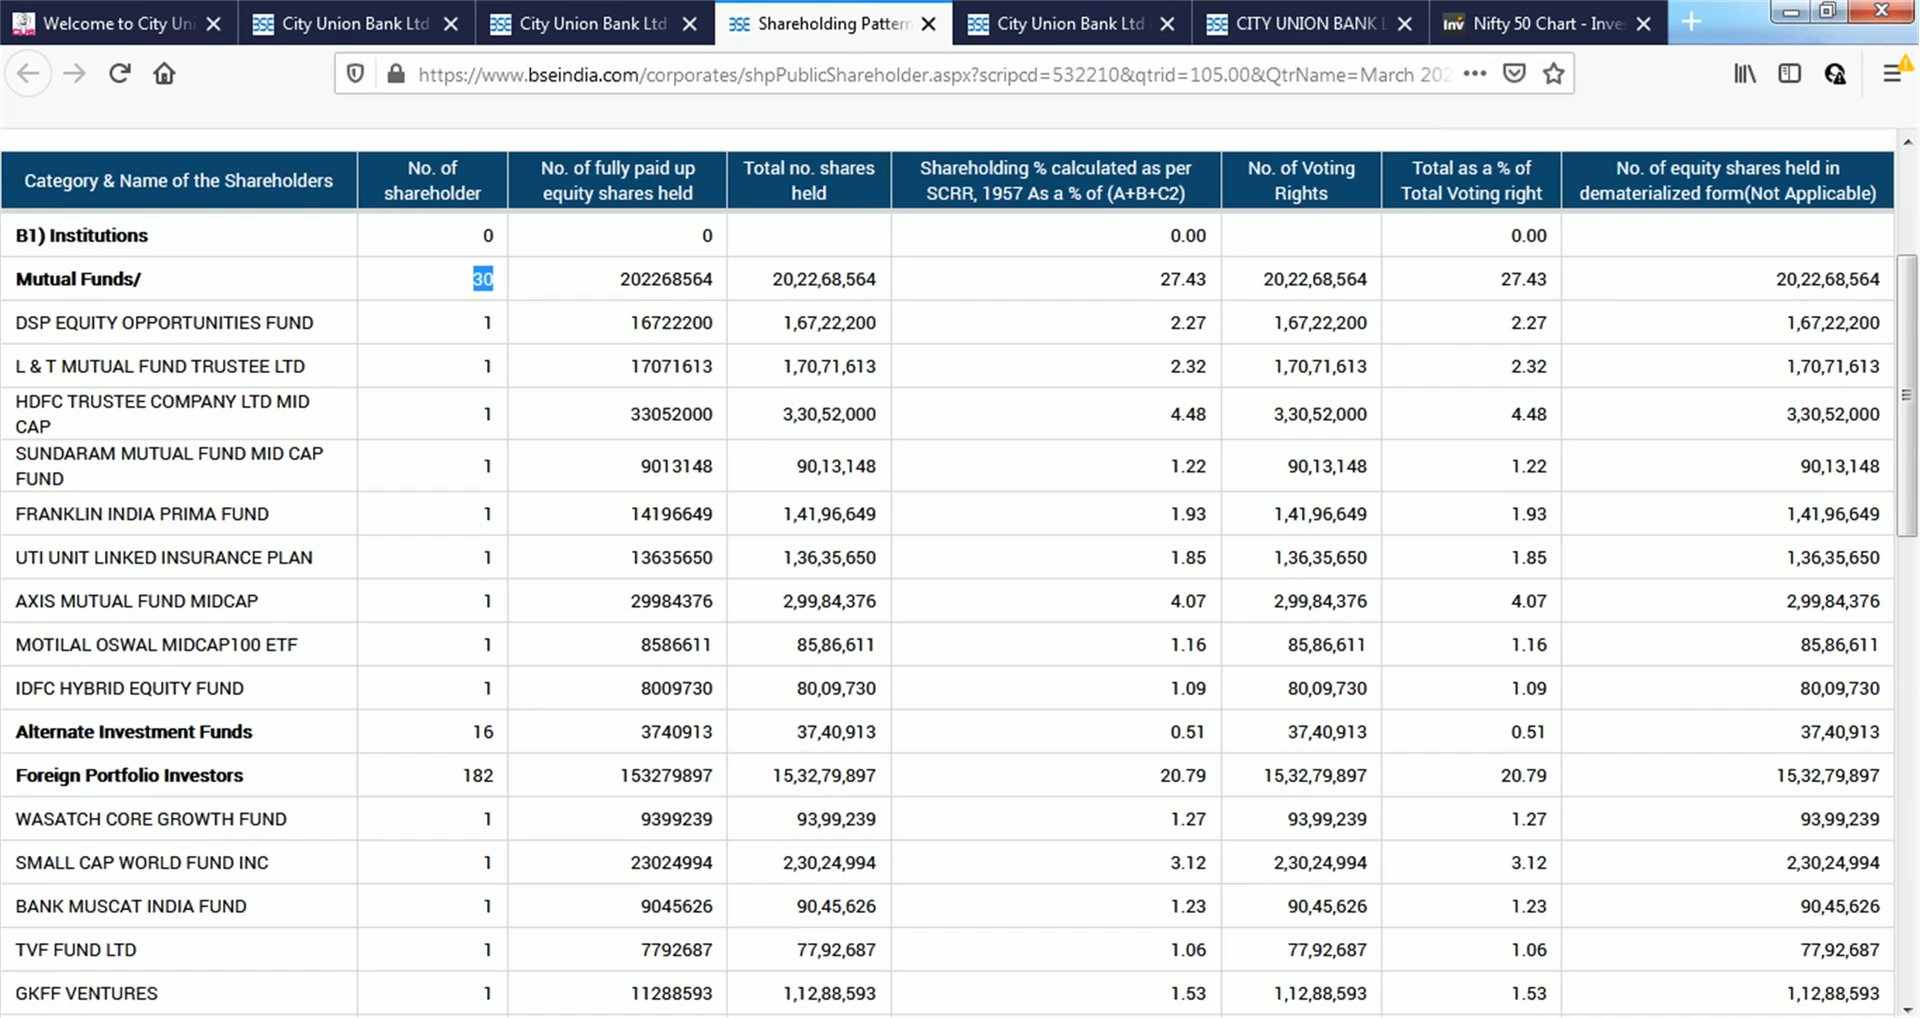 Welcome to City Uni
City Union Bank Ltd
City Union Bank Ltd
Shareholding Pattern
City Union Bank Ltd
CITY UNION BANK L
Nifty 50 Chart - Inves
https://www.bseindia.com/corporates/shpPublicShareholder.aspx?scripcd=532210&qtrid=105.00&QtrName=March 202
Category & Name of the Shareholders
No. of
shareholder
No. of fully paid up
equity shares held
Total no. shares
held
Shareholding % calculated as per
SCRR, 1957 As a % of (A+B+C2)
No. of Voting
Rights
Total as a % of
Total Voting right
No. of equity shares held in
dematerialized form(Not Applicable)
B1) Institutions 0 0 0.00 0.00
Mutual Funds/ 30 202268564 20,22,68,564 27.43 20,22,68,564 27.43 20,22,68,564
DSP EQUITY OPPORTUNITIES FUND 1 16722200 1,67,22,200 2.27 1,67,22,200 2.27 1,67,22,200
L & T MUTUAL FUND TRUSTEE LTD 1 17071613 1,70,71,613 2.32 1,70,71,613 2.32 1,70,71,613
HDFC TRUSTEE COMPANY LTD MID
CAP 1 33052000 3,30,52,000 4.48 3,30,52,000 4.48 3,30,52,000
SUNDARAM MUTUAL FUND MID CAP
FUND 1 9013148 90,13,148 1.22 90,13,148 1.22 90,13,148
FRANKLIN INDIA PRIMA FUND 1 14196649 1,41,96,649 1.93 1,41,96,649 1.93 1,41,96,649
UTI UNIT LINKED INSURANCE PLAN 1 13635650 1,36,35,650 1.85 1,36,35,650 1.85 1,36,35,650
AXIS MUTUAL FUND MIDCAP 1 29984376 2,99,84,376 4.07 2,99,84,376 4.07 2,99,84,376
MOTILAL OSWAL MIDCAP100 ETF 1 8586611 85,86,611 1.16 85,86,611 1.16 85,86,611
IDFC HYBRID EQUITY FUND 1 8009730 80,09,730 1.09 80,09,730 1.09 80,09,730
Alternate Investment Funds 16 3740913 37,40,913 0.51 37,40,913 0.51 37,40,913
Foreign Portfolio Investors 182 153279897 15,32,79,897 20.79 15,32,79,897 20.79 15,32,79,897
WASATCH CORE GROWTH FUND 1 9399239 93,99,239 1.27 93,99,239 1.27 93,99,239
SMALL CAP WORLD FUND INC 1 23024994 2,30,24,994 3.12 2,30,24,994 3.12 2,30,24,994
BANK MUSCAT INDIA FUND 1 9045626 90,45,626 1.23 90,45,626 1.23 90,45,626
TVF FUND LTD 1 7792687 77,92,687 1.06 77,92,687 1.06 77,92,687
GKFF VENTURES 1 11288593 1,12,88,593 1.53 1,12,88,593 1.53 1,12,88,593